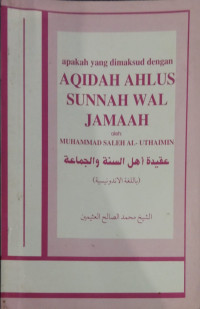 apakah yang dimaksud dengan
AQIDAH AHLUS
SUNNAH WAL
JAMAAH
MUHAMMAD SALEH AL- UTHAIMIN
عقيدة أهل السنة والجماعة
(باللغة الاندونيسية)
الشيخ محمد الصالح العثيمين